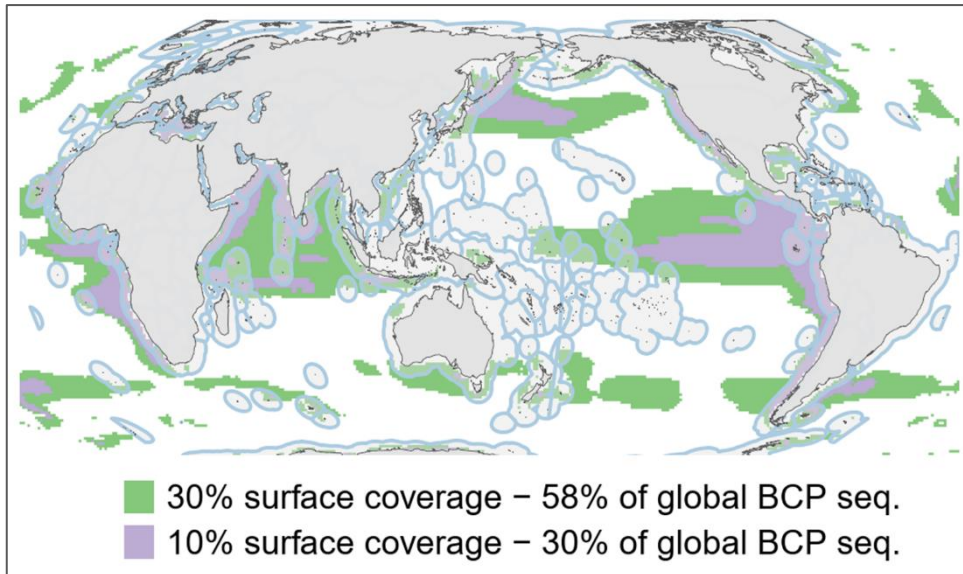 30% surface coverage − 58% of global BCP seq.
10% surface coverage − 30% of global BCP seq.